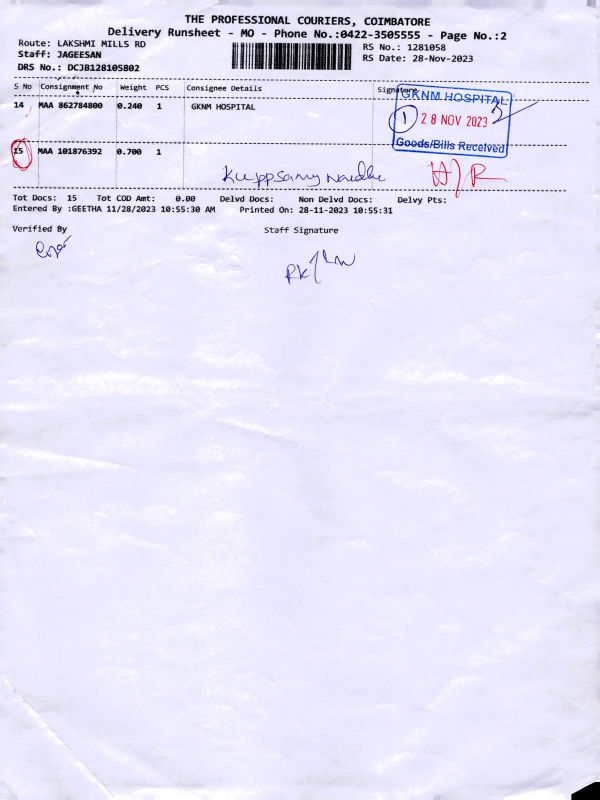 THE PROFESSIONAL COURIERS, COIMBATORE
Delivery Runsheet - MO - Phone No.:0422-3505555 - Page No.:2
Route: LAKSHMI MILLS RD
Staff: JAGEESAN
DRS No.: DCJB128105802
RS No.: 1281058
RS Date: 28-Nov-2023
S No Consignment No Weight PCS Consignee Details Signature
14 MAA 862784800 0.240 1 GKNM HOSPITAL
GKNM HOSPITAL
1 28 NOV 2023
Goods/Bills Received
15 MAA 101876392 0.700 1
Tot Docs: 15 Tot COD Amt: 0.00 Delvd Docs: Non Delvd Docs: Delvy Pts:
Entered By :GEETHA 11/28/2023 10:55:30 AM Printed On: 28-11-2023 10:55:31
Verified By Staff Signature